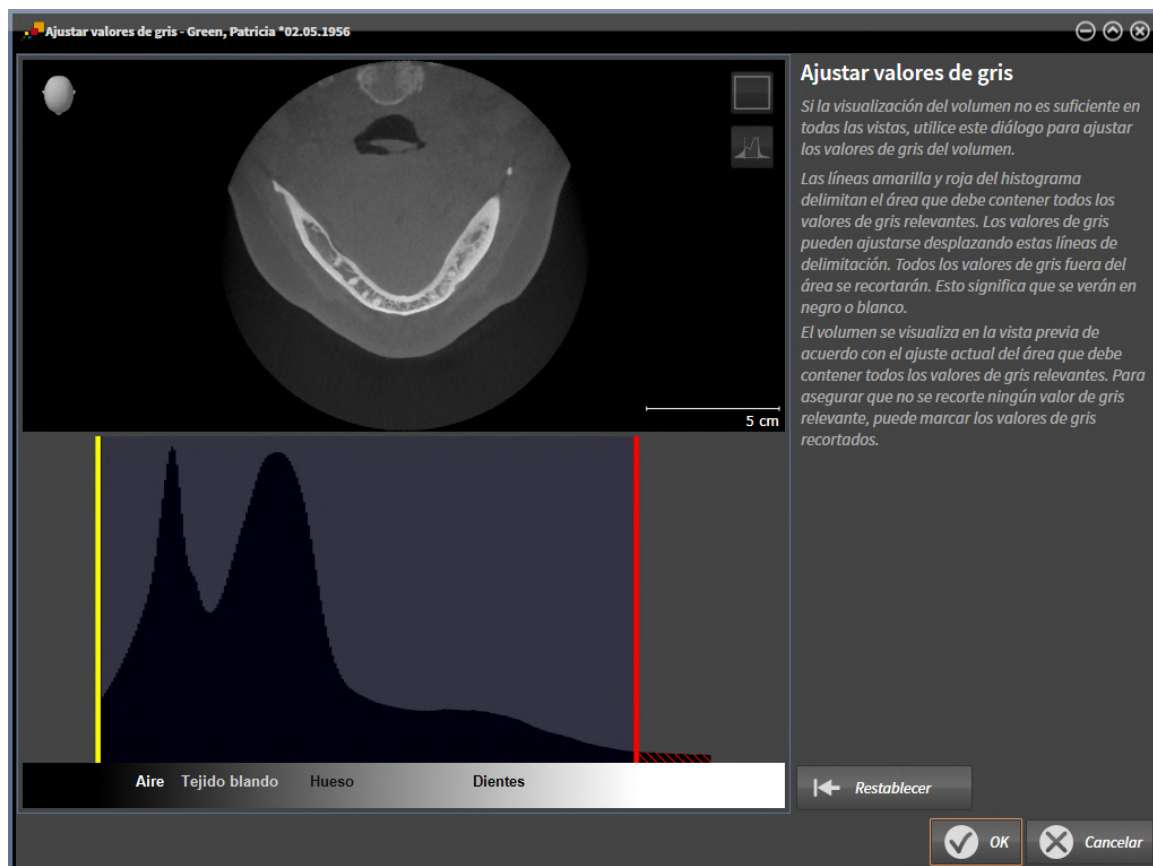 Ajustar valores de gris - Green, Patricia *02.05.1956
Ajustar valores de gris
Si la visualización del volumen no es suficiente en
todas las vistas, utilice este diálogo para ajustar
los valores de gris del volumen.
Las líneas amarilla y roja del histograma
delimitan el área que debe contener todos los
valores de gris relevantes. Los valores de gris
pueden ajustarse desplazando estas líneas de
delimitación. Todos los valores de gris fuera del
área se recortarán. Esto significa que se verán en
negro o blanco.
El volumen se visualiza en la vista previa de
acuerdo con el ajuste actual del área que debe
contener todos los valores de gris relevantes. Para
asegurar que no se recorte ningún valor de gris
relevante, puede marcar los valores de gris
recortados.
5 cm
Aire Tejido blando Hueso Dientes
Restablecer
OK Cancelar